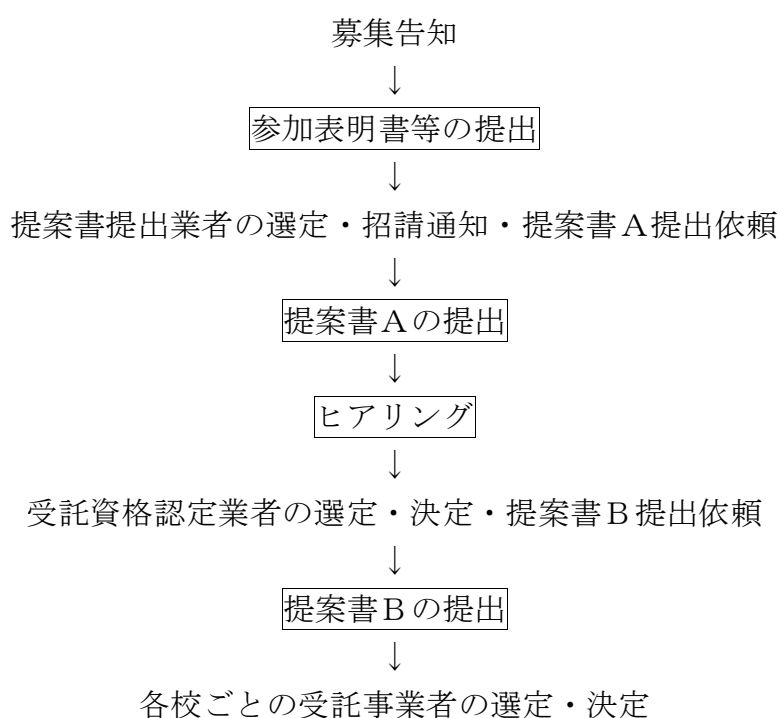 募集告知
↓
参加表明書等の提出
↓
提案書提出業者の選定・招請通知・提案書Ａ提出依頼
↓
提案書Ａの提出
↓
ヒアリング
↓
受託資格認定業者の選定・決定・提案書Ｂ提出依頼
↓
提案書Ｂの提出
↓
各校ごとの受託事業者の選定・決定